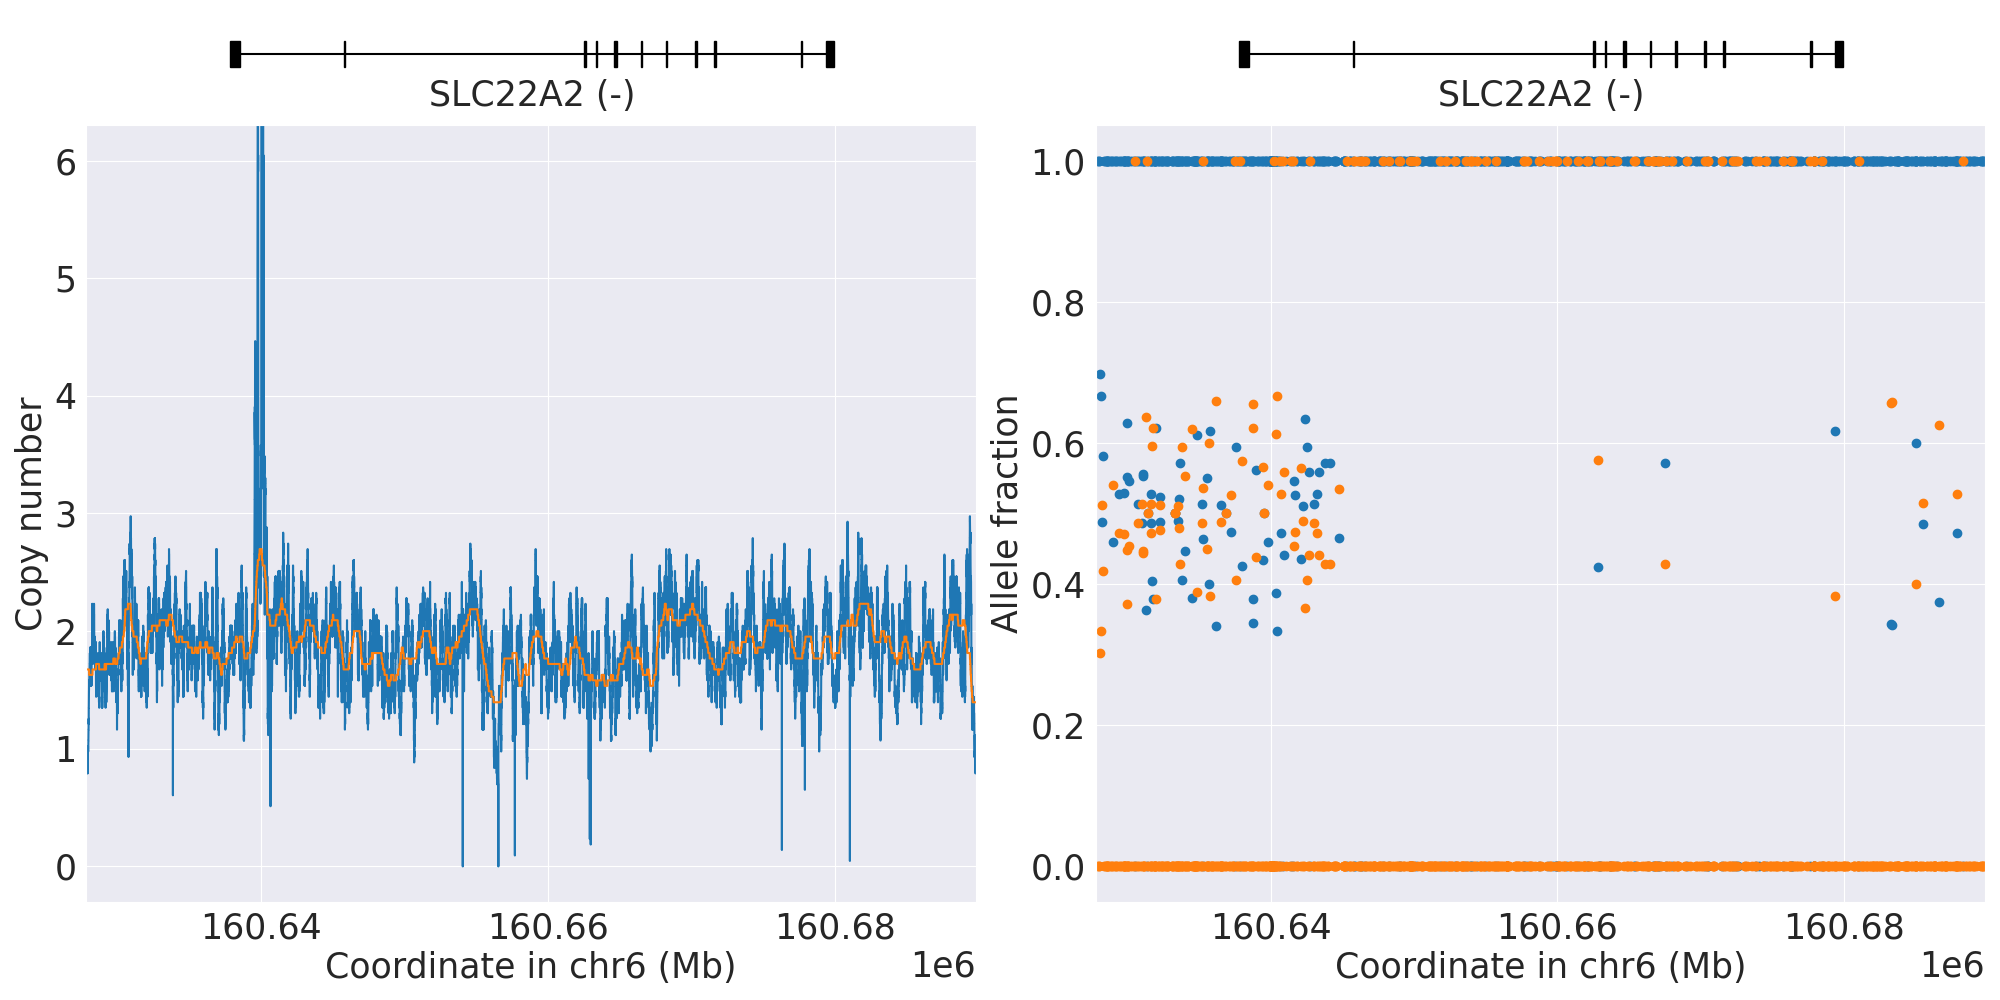 SLC22A2 (-)
SLC22A2 (-)
Copy number
6
5
4
3
2
1
0
160.64
160.66
160.68
Coordinate in chr6 (Mb)
1e6
Allele fraction
1.0
0.8
0.6
0.4
0.2
0.0
160.64
160.66
160.68
Coordinate in chr6 (Mb)
1e6